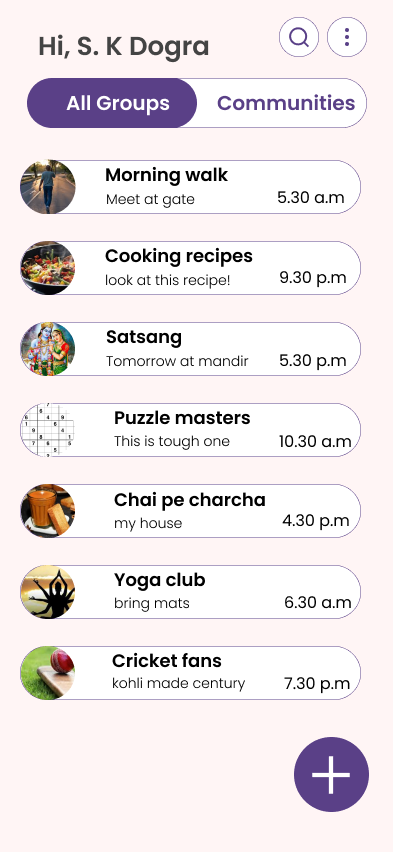 Hi, S. K Dogra
All Groups
Communities
Morning walk
Meet at gate
5.30 a.m
Cooking recipes
look at this recipe!
9.30 p.m
Satsang
Tomorrow at mandir
5.30 p.m
Puzzle masters
This is tough one
10.30 a.m
Chai pe charcha
my house
4.30 p.m
Yoga club
bring mats
6.30 a.m
Cricket fans
kohli made century
7.30 p.m